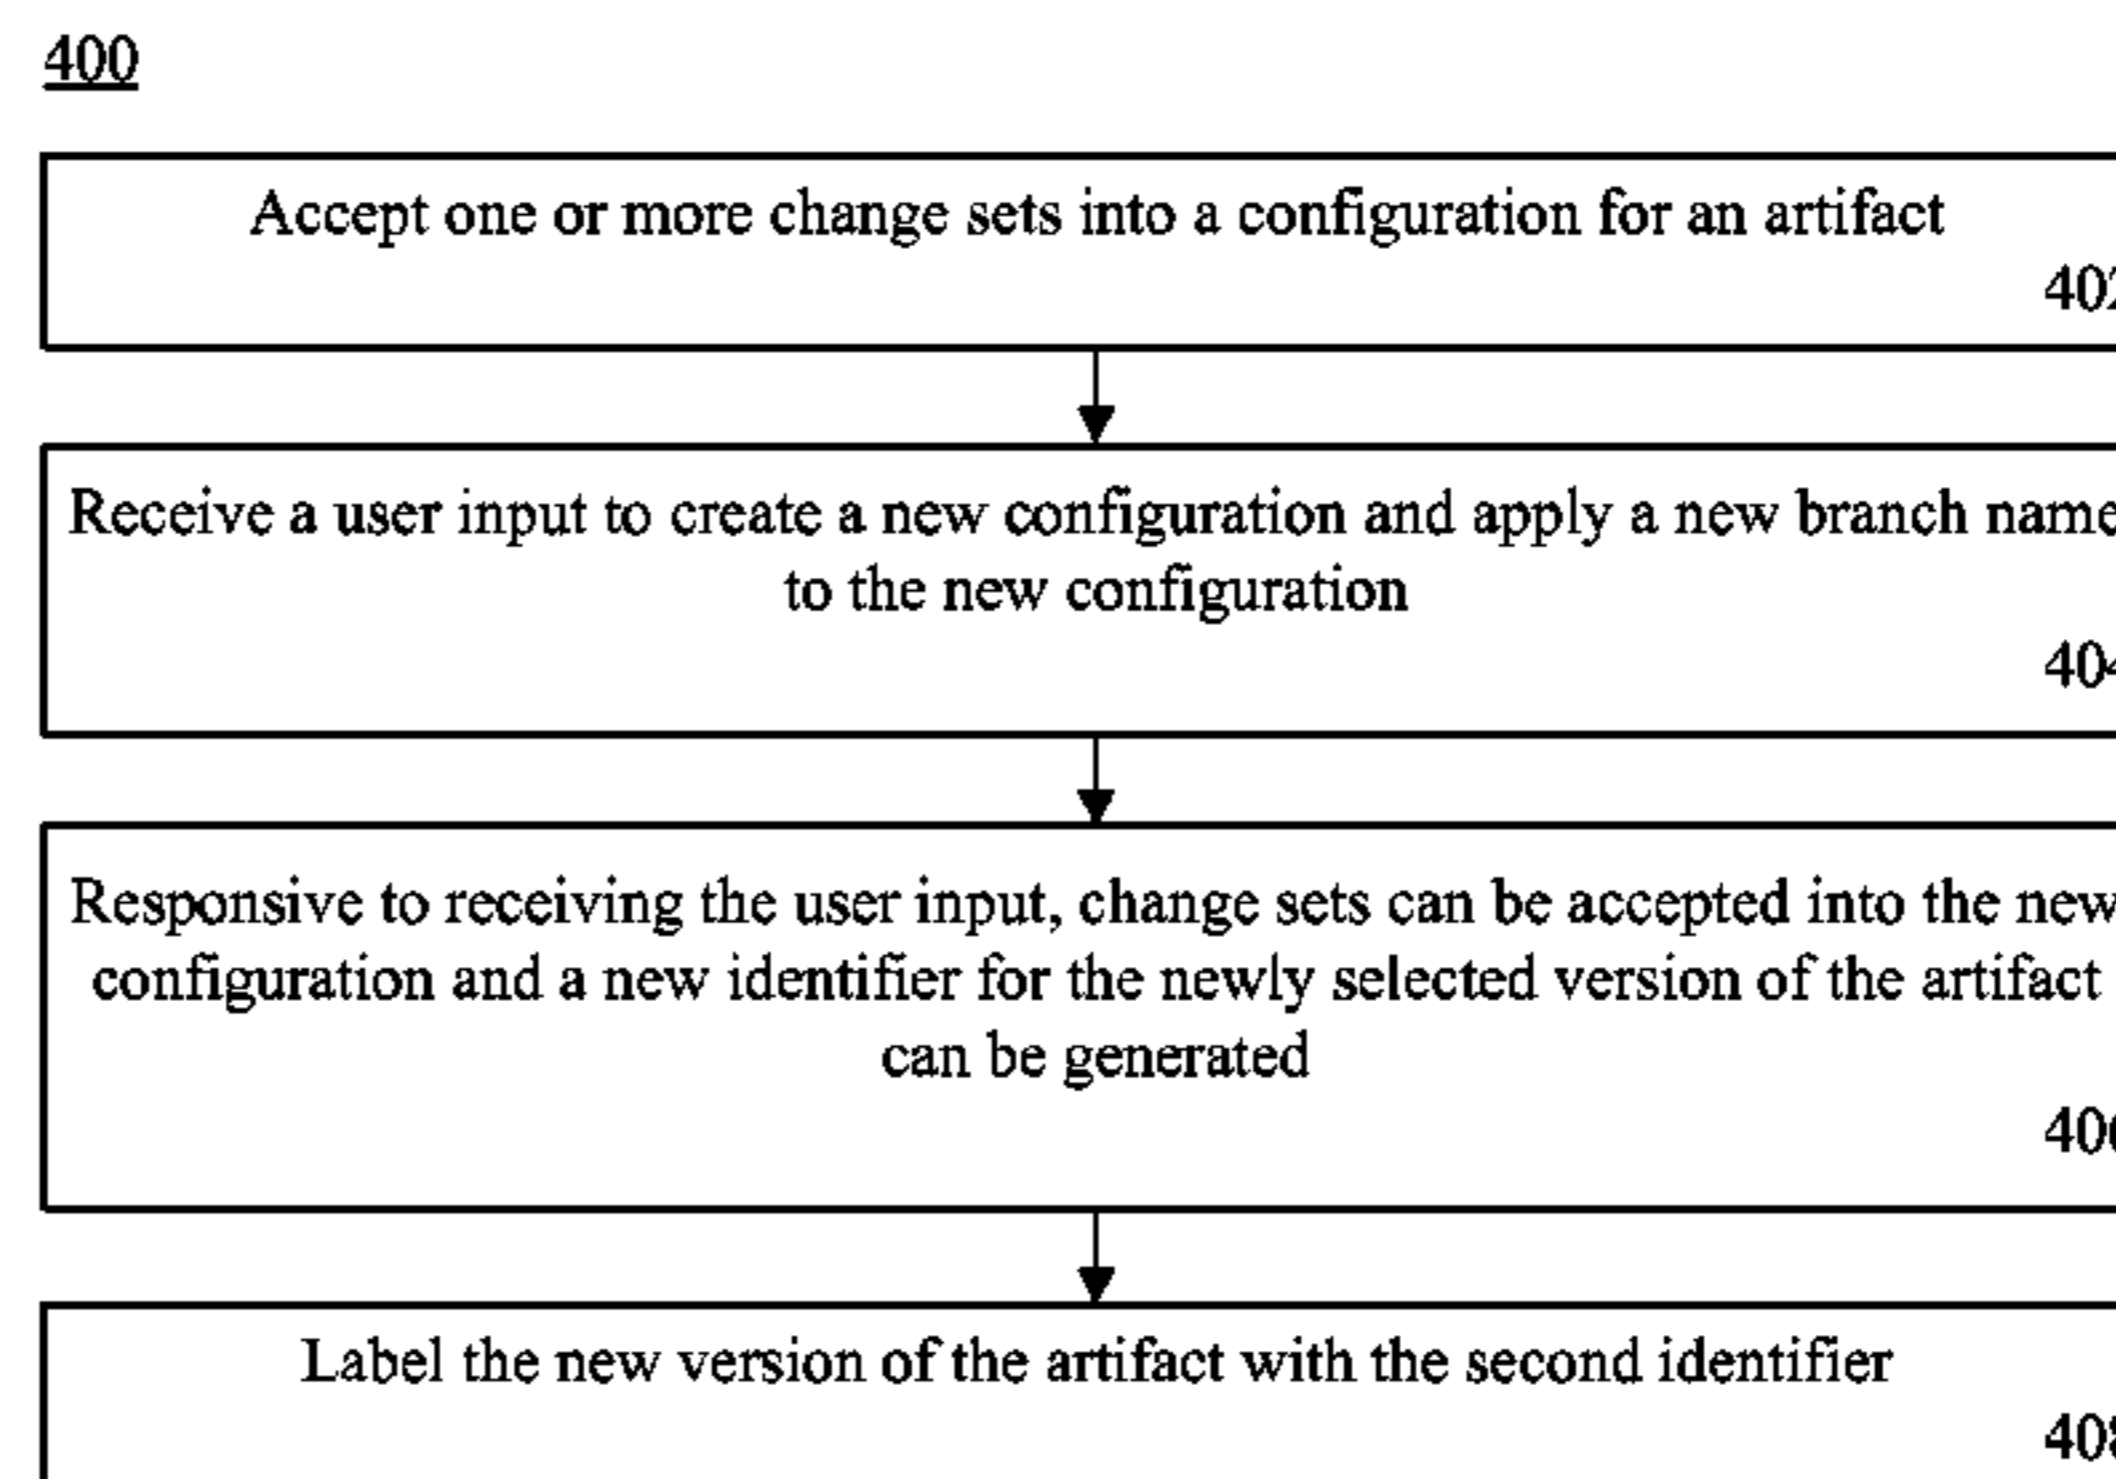 400
Accept one or more change sets into a configuration for an artifact
402
Receive a user input to create a new configuration and apply a new branch name
to the new configuration
404
Responsive to receiving the user input, change sets can be accepted into the new
configuration and a new identifier for the newly selected version of the artifact
can be generated
406
Label the new version of the artifact with the second identifier
408